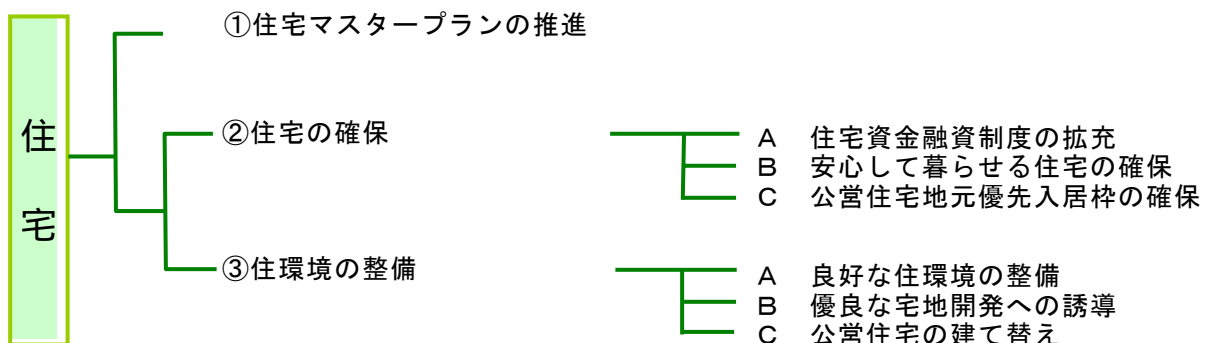 住宅
①住宅マスタープランの推進
②住宅の確保
A 住宅資金融資制度の拡充
B 安心して暮らせる住宅の確保
C 公営住宅地元優先入居枠の確保
③住環境の整備
A 良好な住環境の整備
B 優良な宅地開発への誘導
C 公営住宅の建て替え